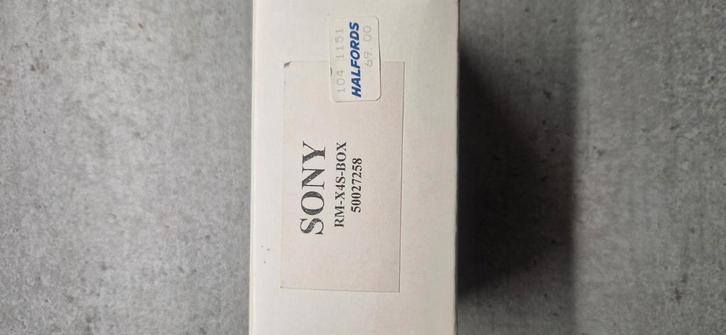 104 1151
HALFORDS
69.00
SONY
RM-X4S-BOX
50027258